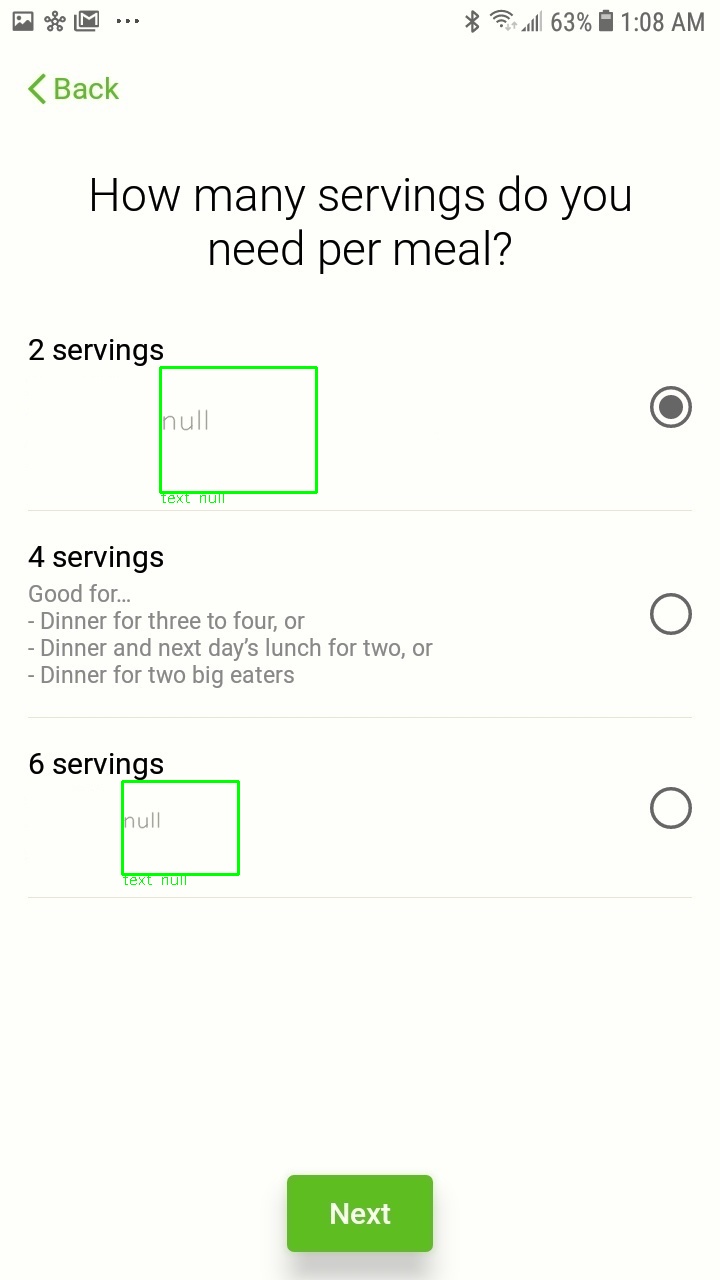 63% 1:08 AM
Back
How many servings do you
need per meal?
2 servings
null
text null
4 servings
Good for…
- Dinner for three to four, or
- Dinner and next day’s lunch for two, or
- Dinner for two big eaters
6 servings
null
text null
Next